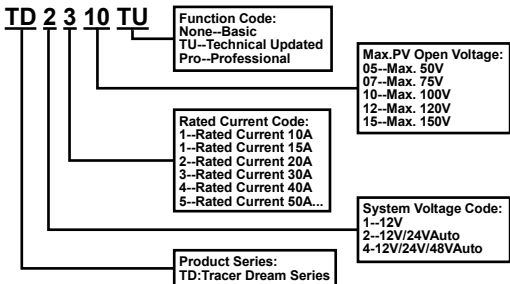 TD 2 3 10 TU
Function Code:
None--Basic
TU--Technical Updated
Pro--Professional
Max.PV Open Voltage:
05--Max. 50V
07--Max. 75V
10--Max. 100V
12--Max. 120V
15--Max. 150V
Rated Current Code:
1--Rated Current 10A
1--Rated Current 15A
2--Rated Current 20A
3--Rated Current 30A
4--Rated Current 40A
5--Rated Current 50A...
System Voltage Code:
1--12V
2--12V/24VAuto
4-12V/24V/48VAuto
Product Series:
TD:Tracer Dream Series